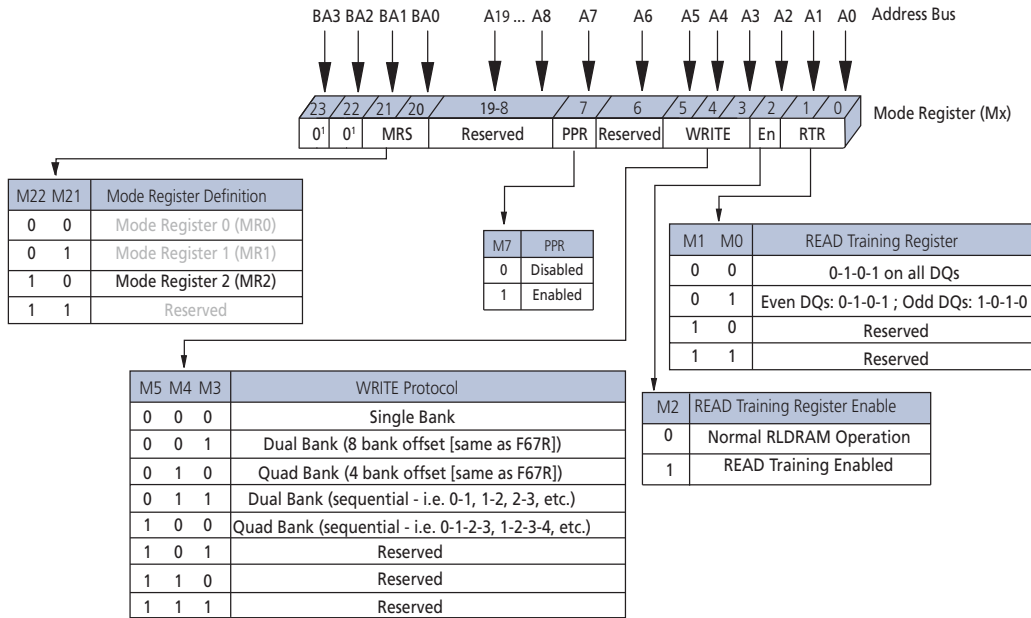 BA3 BA2 BA1 BA0 A19 ... A8 A7 A6 A5 A4 A3 A2 A1 A0 Address Bus
23 22 21 20 19-8 7 6 5 4 3 2 1 0 Mode Register (Mx)
0¹ 0¹ MRS Reserved PPR Reserved WRITE En RTR
M22 M21 Mode Register Definition
0 0 Mode Register 0 (MR0)
0 1 Mode Register 1 (MR1)
1 0 Mode Register 2 (MR2)
1 1 Reserved
M7 PPR
0 Disabled
1 Enabled
M1 M0 READ Training Register
0 0 0-1-0-1 on all DQs
0 1 Even DQs: 0-1-0-1 ; Odd DQs: 1-0-1-0
1 0 Reserved
1 1 Reserved
M5 M4 M3 WRITE Protocol
0 0 0 Single Bank
0 0 1 Dual Bank (8 bank offset [same as F67R])
0 1 0 Quad Bank (4 bank offset [same as F67R])
0 1 1 Dual Bank (sequential - i.e. 0-1, 1-2, 2-3, etc.)
1 0 0 Quad Bank (sequential - i.e. 0-1-2-3, 1-2-3-4, etc.)
1 0 1 Reserved
1 1 0 Reserved
1 1 1 Reserved
M2 READ Training Register Enable
0 Normal RLDRAM Operation
1 READ Training Enabled